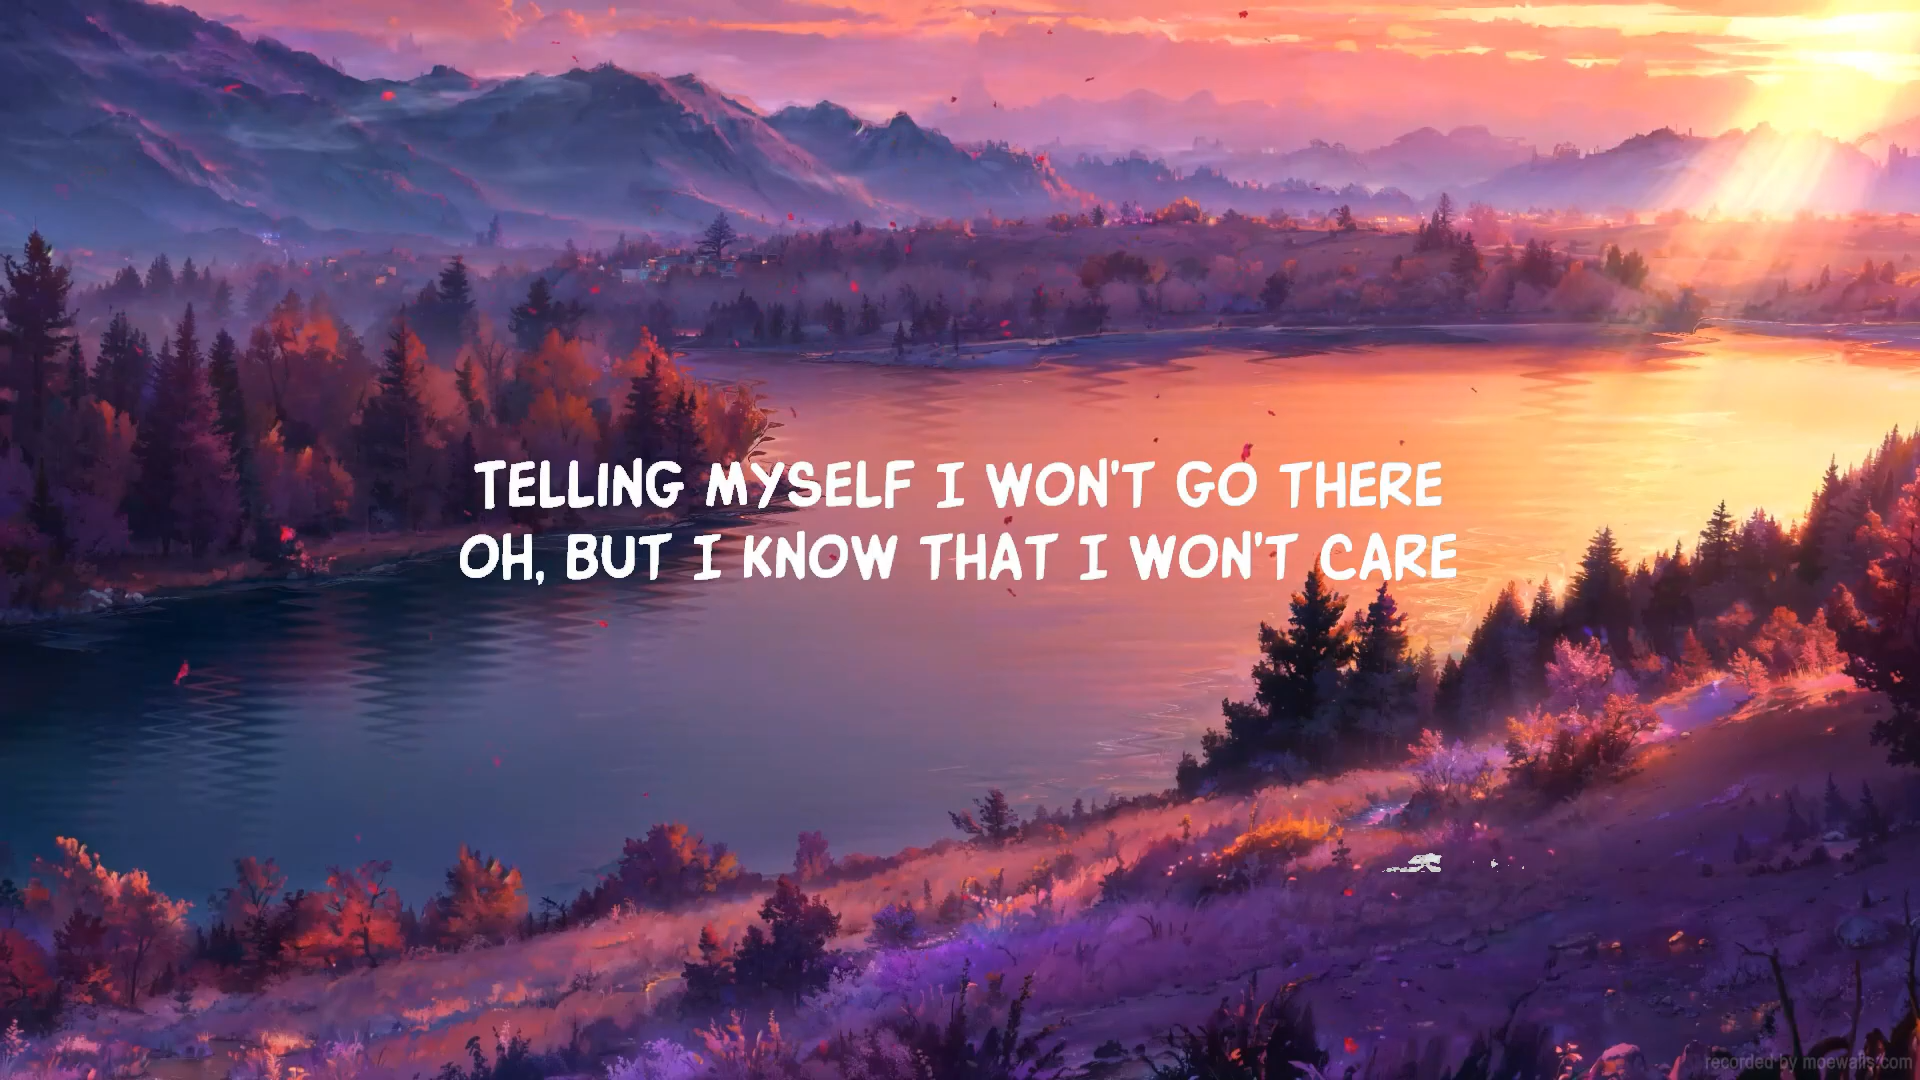 TELLING MYSELF I WON'T GO THERE
OH, BUT I KNOW THAT I WON'T CARE
recorded by moewalls.com